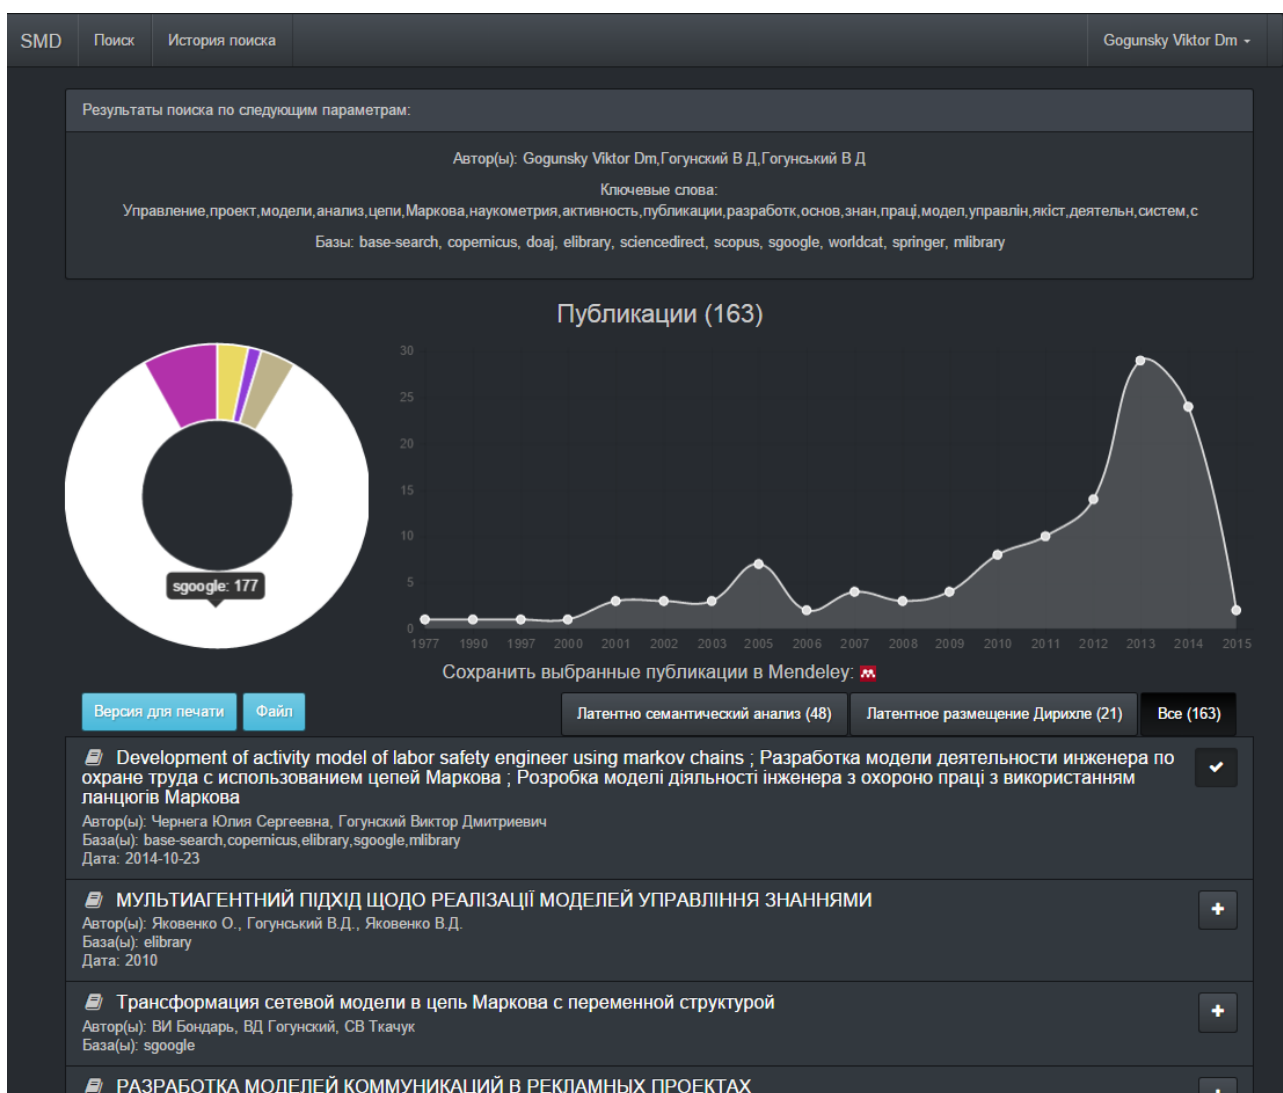 SMD Поиск История поиска Gogunsky Viktor Dm
Результаты поиска по следующим параметрам:
Автор(ы): Gogunsky Viktor Dm,Гогунский В Д,Гогунський В Д
Ключевые слова:
Управление,проект,модели,анализ,цепи,Маркова,наукометрия,активность,публикации,разработк,основ,знан,праці,модел,управлін,якіст,деятельн,систем,с
Базы: base-search, copernicus, doaj, elibrary, sciencedirect, scopus, sgoogle, worldcat, springer, mlibrary
Публикации (163)
sgoogle: 177
30
25
20
15
10
5
0
1977 1990 1997 2000 2001 2002 2003 2005 2006 2007 2008 2009 2010 2011 2012 2013 2014 2015
Сохранить выбранные публикации в Mendeley:
Версия для печати Файл Латентно семантический анализ (48) Латентное размещение Дирихле (21) Все (163)
Development of activity model of labor safety engineer using markov chains ; Разработка модели деятельности инженера по
охране труда с использованием цепей Маркова ; Розробка моделі діяльності інженера з охороно праці з використанням
ланцюгів Маркова
Автор(ы): Чернега Юлия Сергеевна, Гогунский Виктор Дмитриевич
База(ы): base-search,copernicus,elibrary,sgoogle,mlibrary
Дата: 2014-10-23
МУЛЬТИАГЕНТНИЙ ПІДХІД ЩОДО РЕАЛІЗАЦІЇ МОДЕЛЕЙ УПРАВЛІННЯ ЗНАННЯМИ
Автор(ы): Яковенко О., Гогунський В.Д., Яковенко В.Д.
База(ы): elibrary
Дата: 2010
Трансформация сетевой модели в цепь Маркова с переменной структурой
Автор(ы): ВИ Бондарь, ВД Гогунский, СВ Ткачук
База(ы): sgoogle
РАЗРАБОТКА МОДЕЛЕЙ КОММУНИКАЦИЙ В РЕКЛАМНЫХ ПРОЕКТАХ